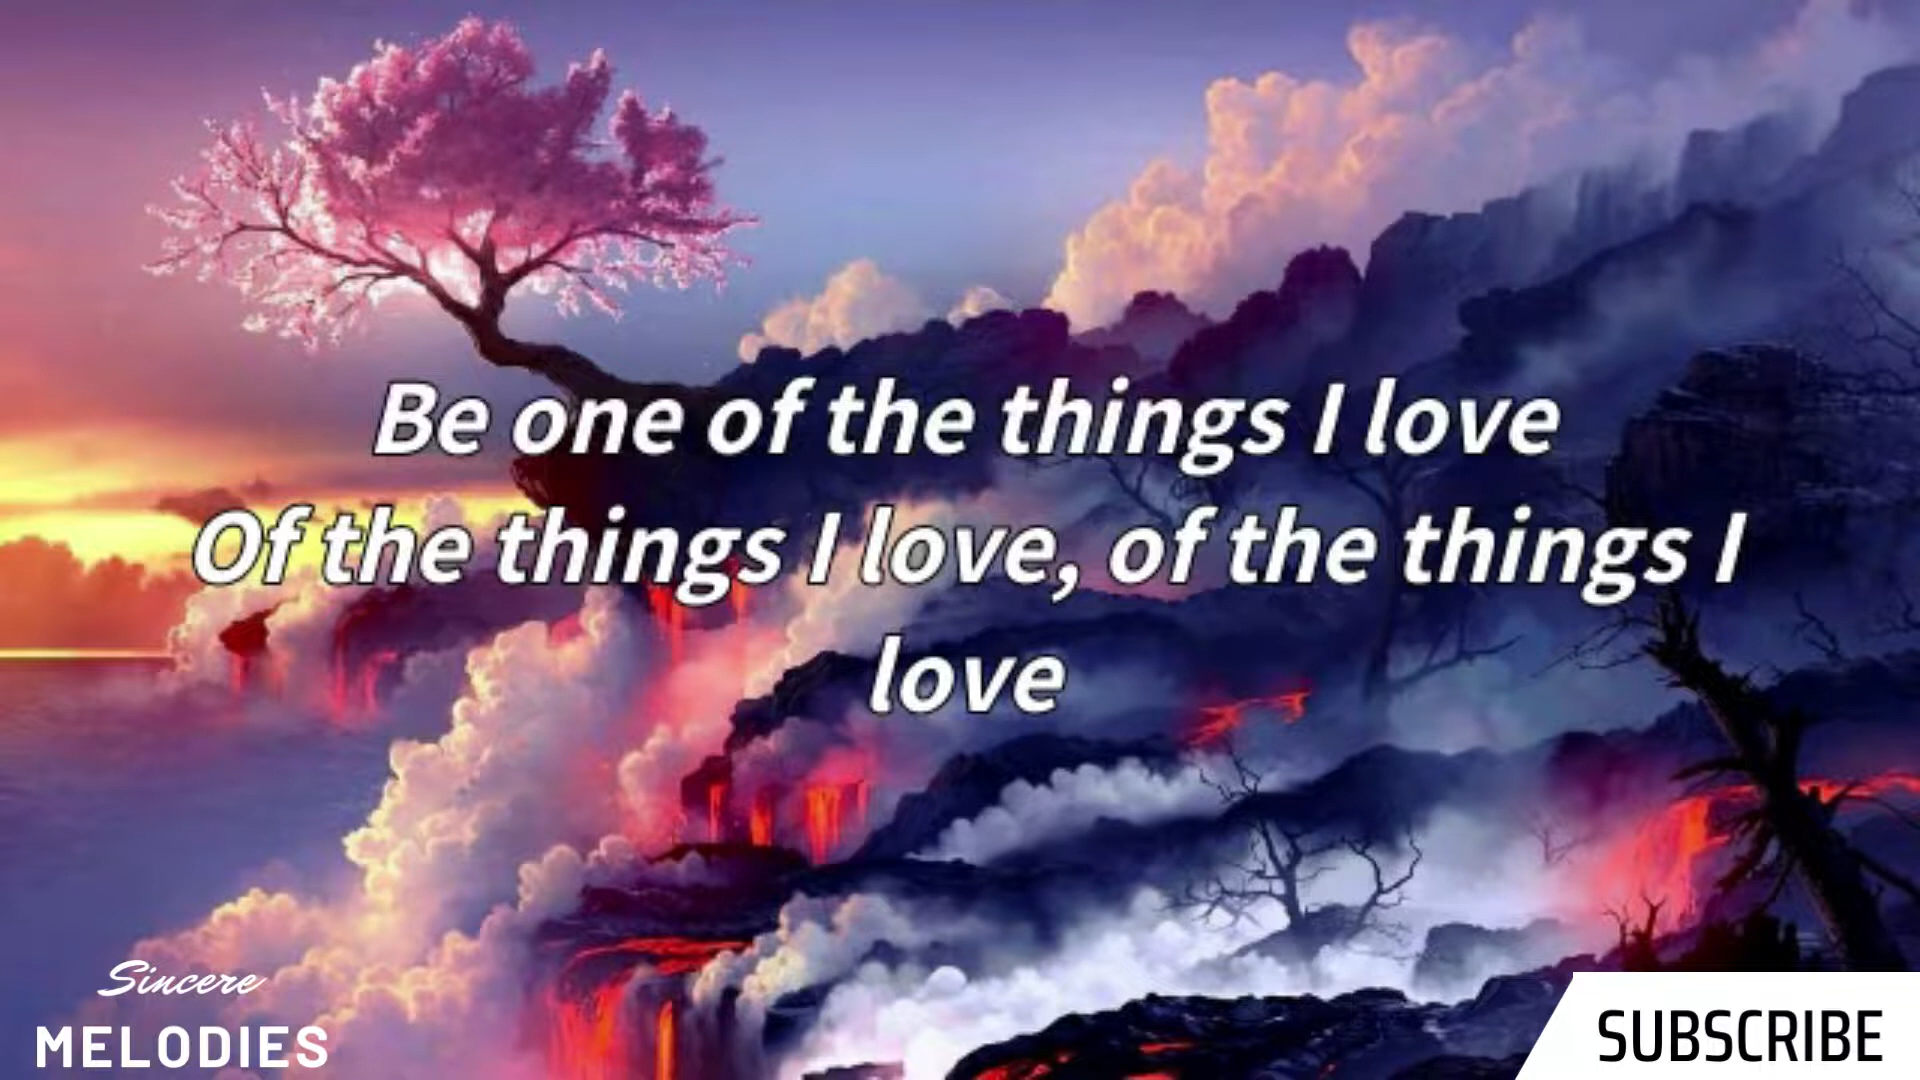 Be one of the things I love
Of the things I love, of the things I
love
Sincere
MELODIES
SUBSCRIBE